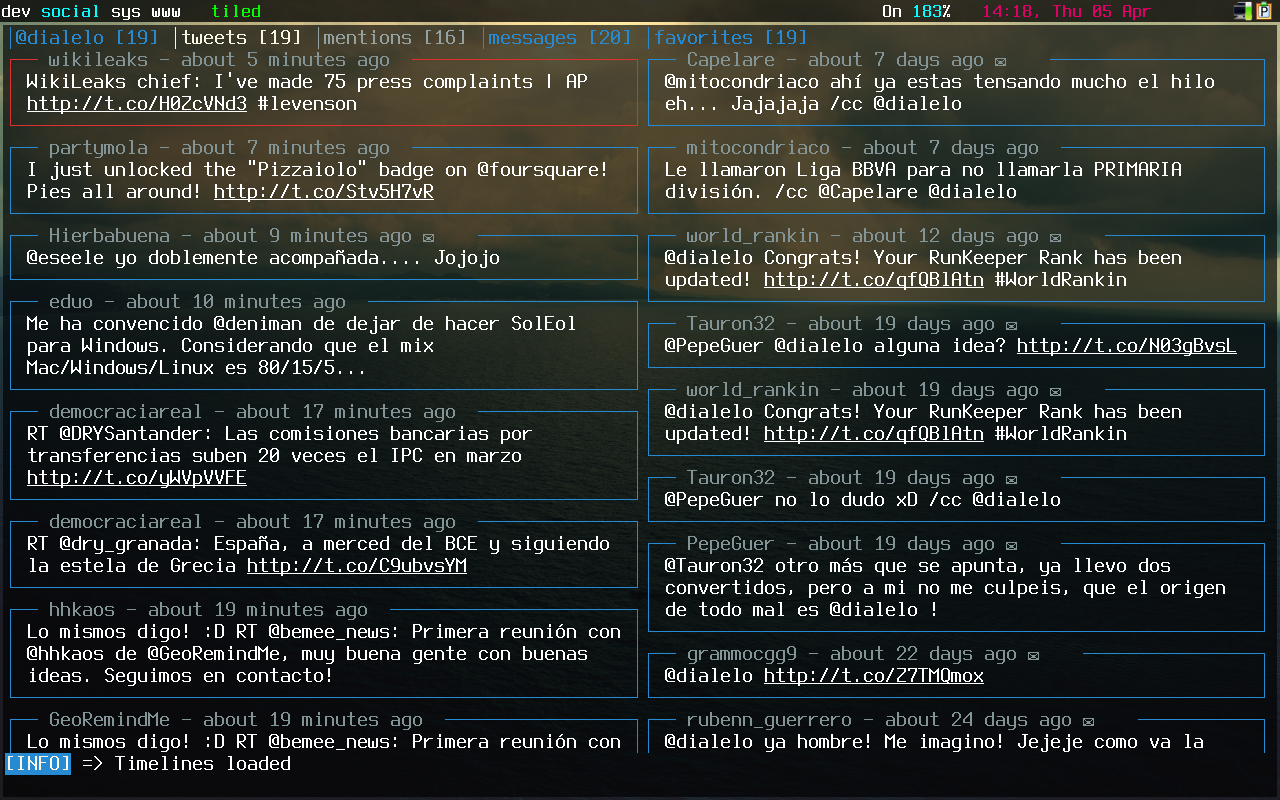 dev social sys www tiled On 183% 14:18, Thu 05 Apr
@dialelo [19] tweets [19] mentions [16] messages [20] favorites [19]
wikileaks - about 5 minutes ago
WikiLeaks chief: I've made 75 press complaints | AP
http://t.co/H0ZcVNd3 #levenson
partymola - about 7 minutes ago
I just unlocked the "Pizzaiolo" badge on @foursquare!
Pies all around! http://t.co/Stv5H7vR
Hierbabuena - about 9 minutes ago ✉
@eseele yo doblemente acompañada.... Jojojo
eduo - about 10 minutes ago
Me ha convencido @deniman de dejar de hacer SolEol
para Windows. Considerando que el mix
Mac/Windows/Linux es 80/15/5...
democraciareal - about 17 minutes ago
RT @DRYSantander: Las comisiones bancarias por
transferencias suben 20 veces el IPC en marzo
http://t.co/yWVpVVFE
democraciareal - about 17 minutes ago
RT @dry_granada: España, a merced del BCE y siguiendo
la estela de Grecia http://t.co/C9ubvsYM
hhkaos - about 19 minutes ago
Lo mismos digo! :D RT @bemee_news: Primera reunión con
@hhkaos de @GeoRemindMe, muy buena gente con buenas
ideas. Seguimos en contacto!
GeoRemindMe - about 19 minutes ago
Lo mismos digo! :D RT @bemee_news: Primera reunión con
Capelare - about 7 days ago ✉
@mitocondriaco ahí ya estas tensando mucho el hilo
eh... Jajajaja /cc @dialelo
mitocondriaco - about 7 days ago
Le llamaron Liga BBVA para no llamarla PRIMARIA
división. /cc @Capelare @dialelo
world_rankin - about 12 days ago ✉
@dialelo Congrats! Your RunKeeper Rank has been
updated! http://t.co/qfQBlAtn #WorldRankin
Tauron32 - about 19 days ago ✉
@PepeGuer @dialelo alguna idea? http://t.co/N03gBvsL
world_rankin - about 19 days ago ✉
@dialelo Congrats! Your RunKeeper Rank has been
updated! http://t.co/qfQBlAtn #WorldRankin
Tauron32 - about 19 days ago ✉
@PepeGuer no lo dudo xD /cc @dialelo
PepeGuer - about 19 days ago ✉
@Tauron32 otro más que se apunta, ya llevo dos
convertidos, pero a mi no me culpeis, que el origen
de todo mal es @dialelo !
grammocgg9 - about 22 days ago ✉
@dialelo http://t.co/Z7TMQmox
rubenn_guerrero - about 24 days ago ✉
@dialelo ya hombre! Me imagino! Jejeje como va la
[INFO] => Timelines loaded